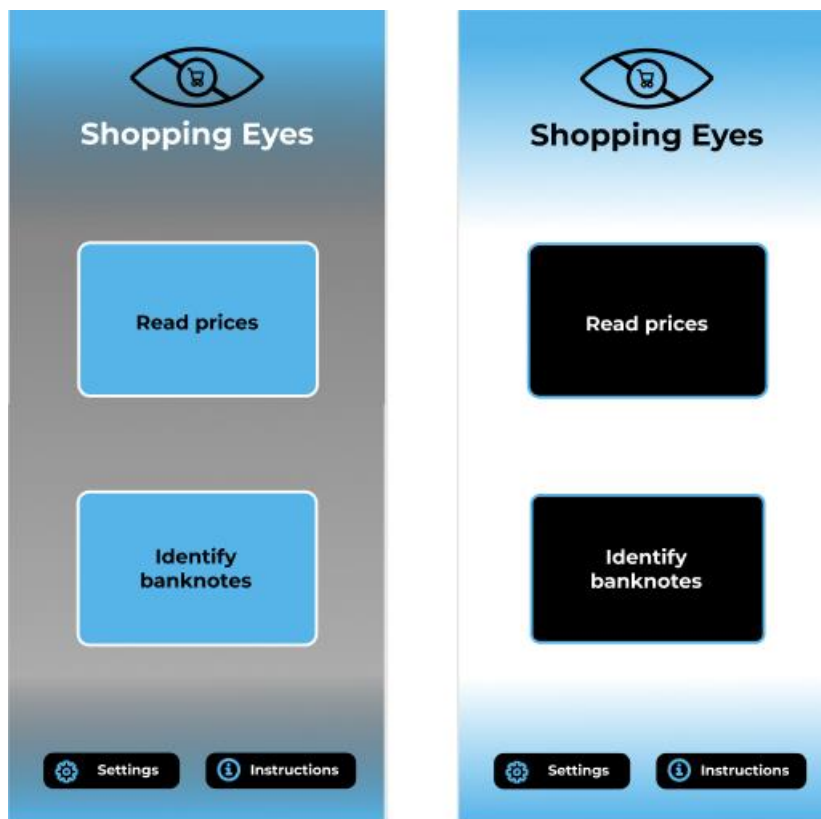 Shopping Eyes
Read prices
Identify
banknotes
Settings
Instructions
Shopping Eyes
Read prices
Identify
banknotes
Settings
Instructions